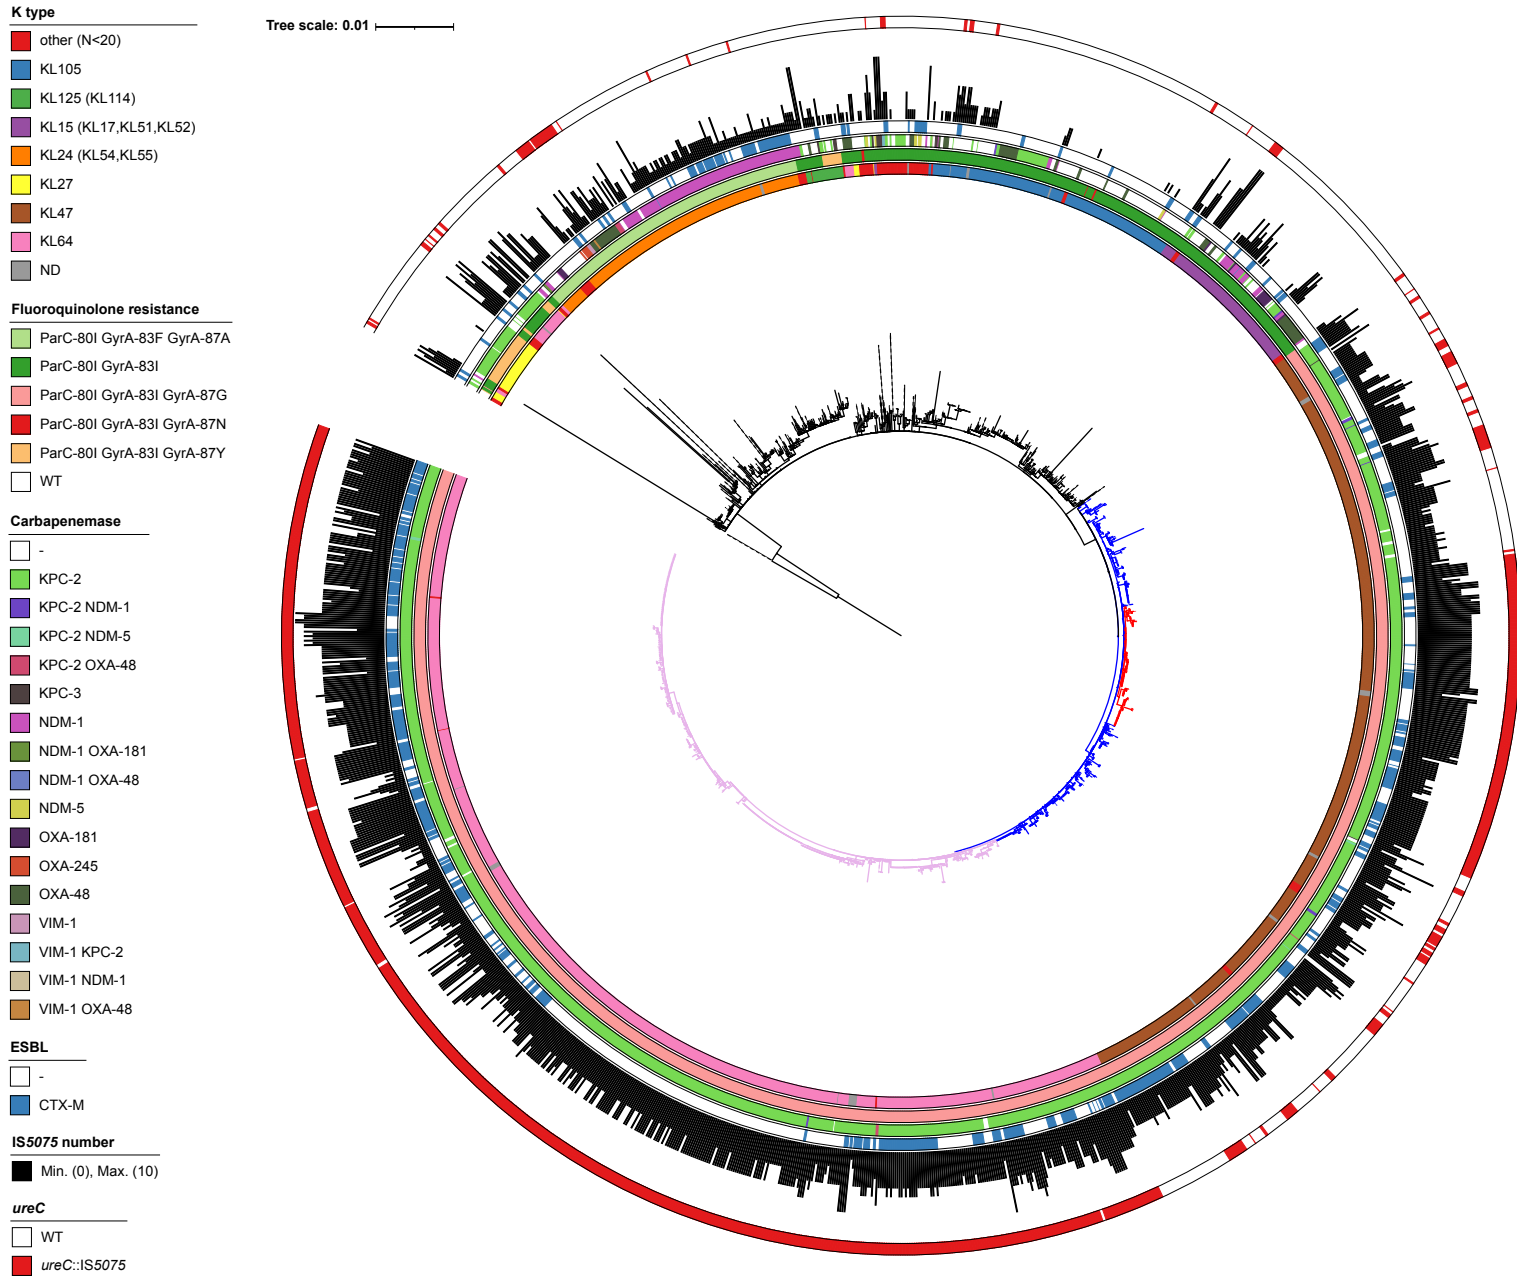 K type
other (N<20)
KL105
KL125 (KL114)
KL15 (KL17,KL51,KL52)
KL24 (KL54,KL55)
KL27
KL47
KL64
ND
Fluoroquinolone resistance
ParC-80I GyrA-83F GyrA-87A
ParC-80I GyrA-83I
ParC-80I GyrA-83I GyrA-87G
ParC-80I GyrA-83I GyrA-87N
ParC-80I GyrA-83I GyrA-87Y
WT
Carbapenemase
-
KPC-2
KPC-2 NDM-1
KPC-2 NDM-5
KPC-2 OXA-48
KPC-3
NDM-1
NDM-1 OXA-181
NDM-1 OXA-48
NDM-5
OXA-181
OXA-245
OXA-48
VIM-1
VIM-1 KPC-2
VIM-1 NDM-1
VIM-1 OXA-48
ESBL
-
CTX-M
IS5075 number
Min. (0), Max. (10)
ureC
WT
ureC::IS5075
Tree scale: 0.01